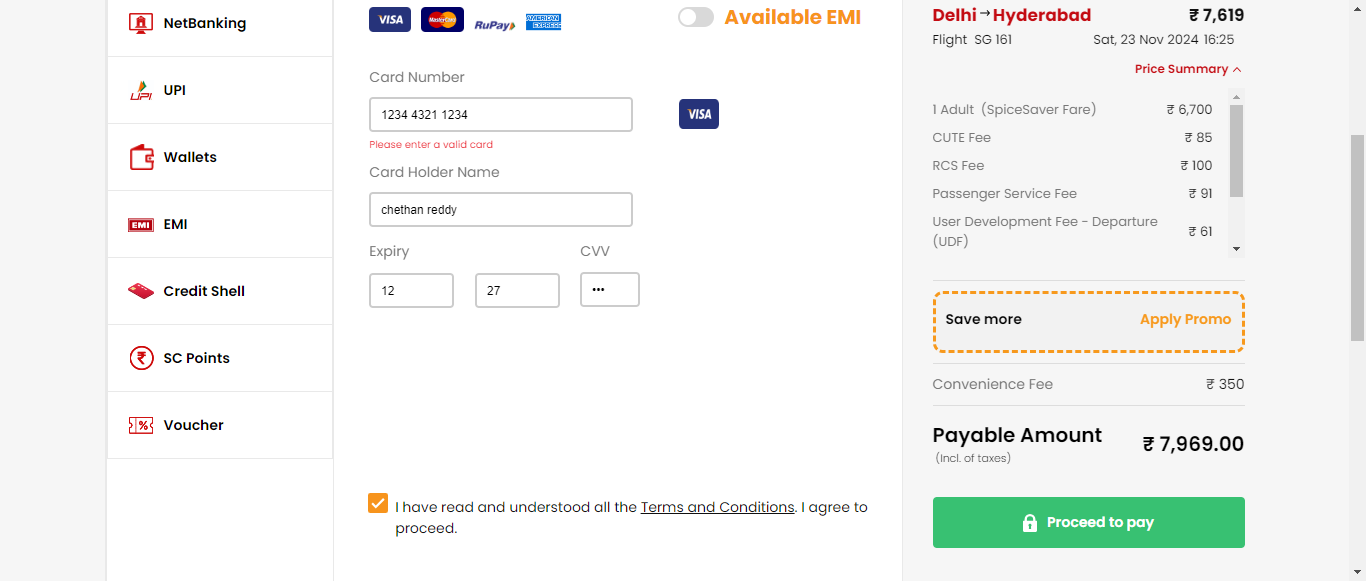 NetBanking
UPI
UPI
Wallets
EMI
EMI
Credit Shell
SC Points
Voucher
VISA
MasterCard
RuPay
AMERICAN
EXPRESS
Available EMI
Card Number
1234 4321 1234
VISA
Please enter a valid card
Card Holder Name
chethan reddy
Expiry
CVV
12
27
•••
I have read and understood all the Terms and Conditions. I agree to
proceed.
Delhi→Hyderabad ₹ 7,619
Flight SG 161 Sat, 23 Nov 2024 16:25
Price Summary
1 Adult (SpiceSaver Fare) ₹ 6,700
CUTE Fee ₹ 85
RCS Fee ₹ 100
Passenger Service Fee ₹ 91
User Development Fee - Departure
(UDF) ₹ 61
Save more Apply Promo
Convenience Fee ₹ 350
Payable Amount ₹ 7,969.00
(Incl. of taxes)
Proceed to pay